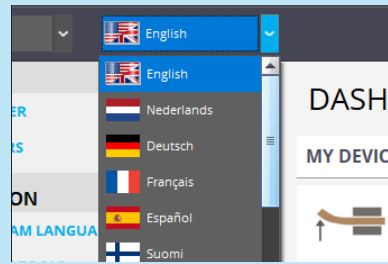 English
English
Nederlands
Deutsch
Français
Español
Suomi
ER
RS
ON
AM LANGUA
DASH
MY DEVIC